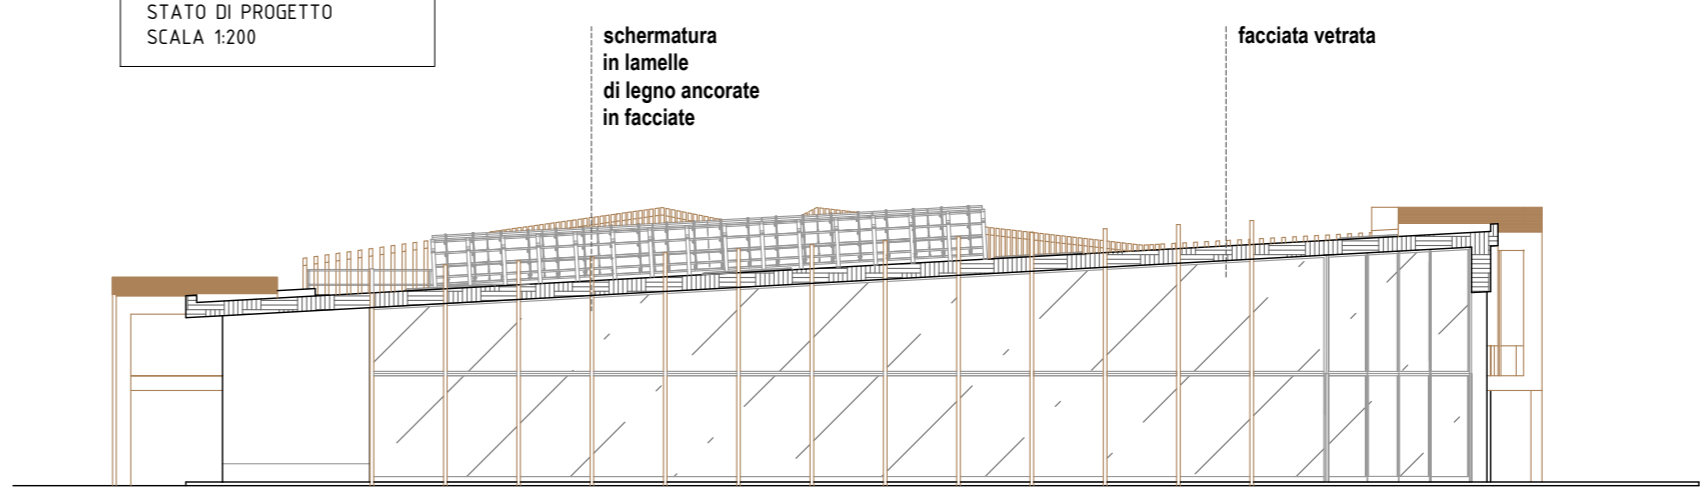 STATO DI PROGETTO
SCALA 1:200
schermatura
in lamelle
di legno ancorate
in facciate
facciata vetrata